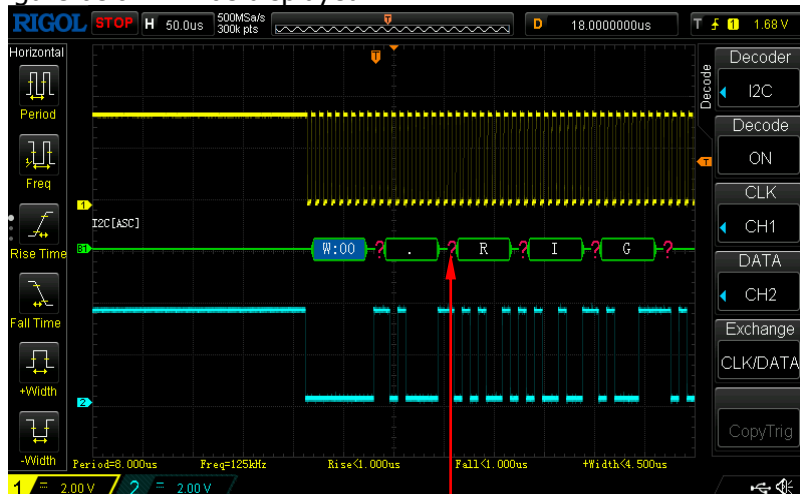 RIGOL STOP H 50.0us 500MSa/s 300k pts T D 18.0000000us T 1 1.68 V
Horizontal
Period
Freq
Rise Time
Fall Time
+Width
-Width
T
T
1
I2C[ASC]
B1 W:00 ? . ? R ? I ? G ?
2
Period=8.000us Freq=125kHz Rise<1.000us Fall<1.000us +Width<4.500us
1 = 2.00 V 2 = 2.00 V
Decode
Decoder
I2C
Decode
ON
CLK
CH1
DATA
CH2
Exchange
CLK/DATA
CopyTrig